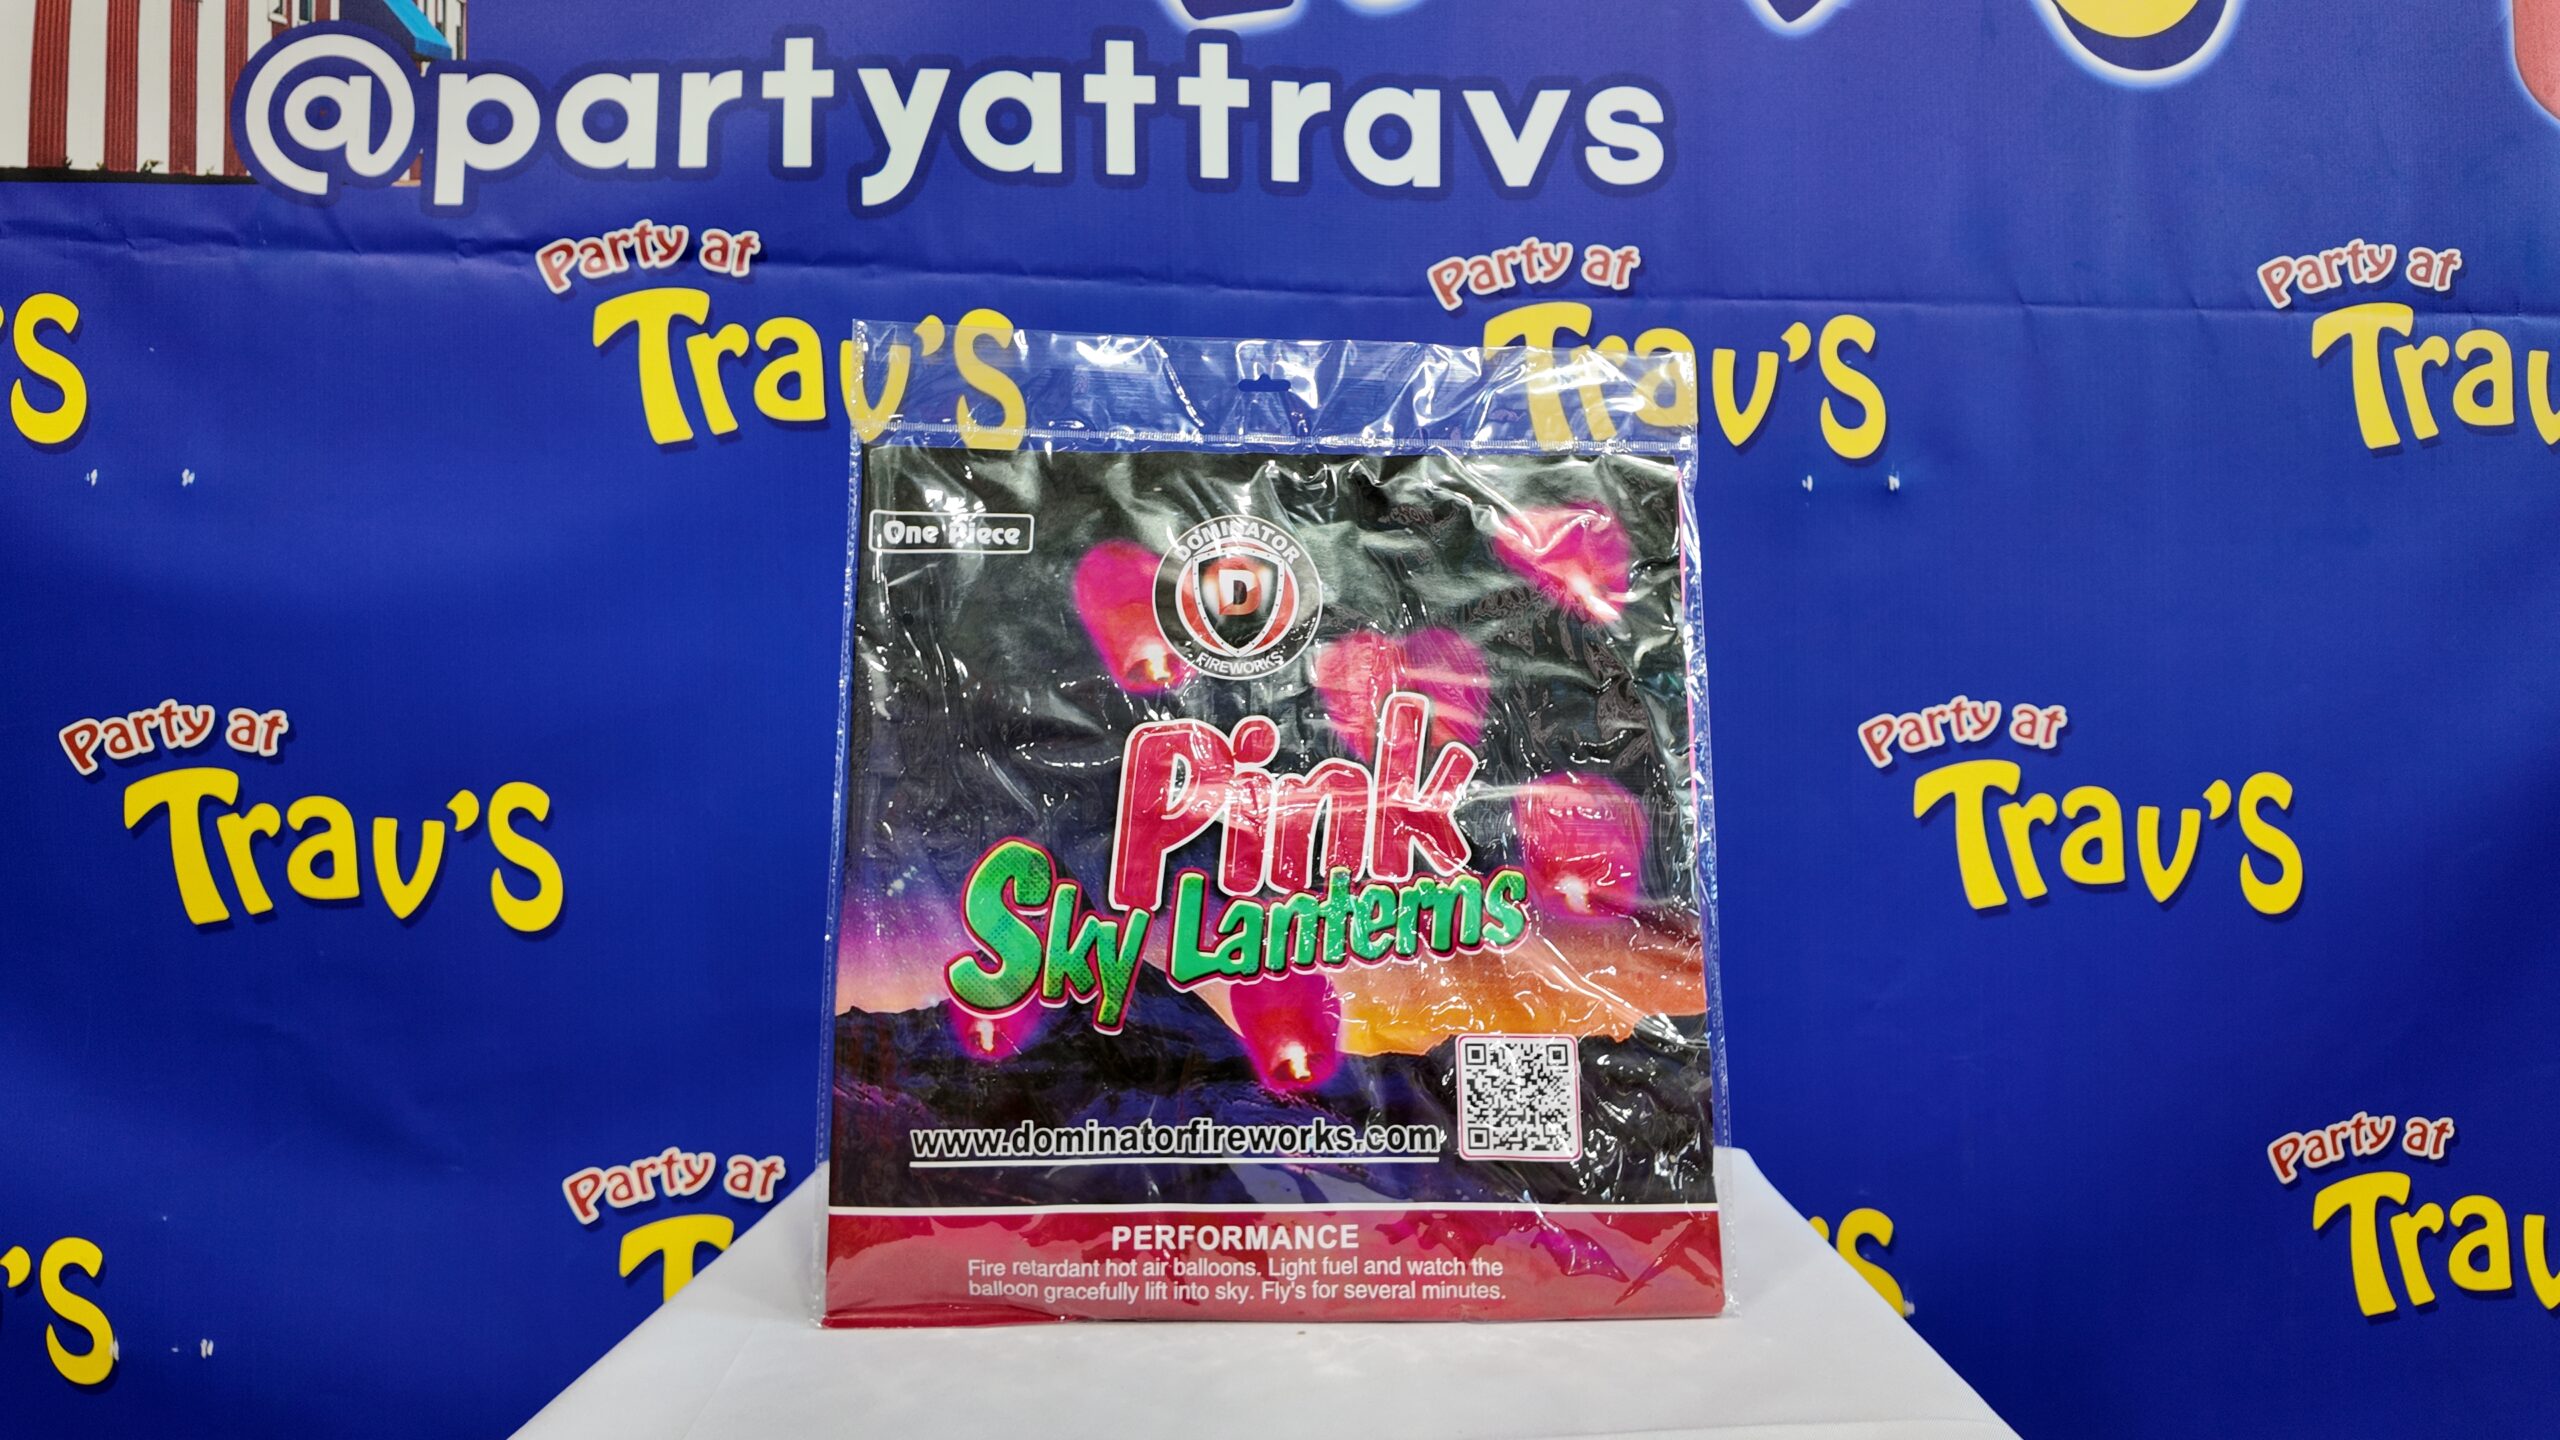 @partyattravs
Party at
Trav's
Party at
Trav's
Party at
Trav
's
Party at
Trav's
Party at
Trav's
Party at
T
Party at
Trav
's
's
One Piece
DOMINATOR
D
FIREWORKS
Pink
Sky Lanterns
www.dominatorfireworks.com
PERFORMANCE
Fire retardant hot air balloons. Light fuel and watch the
balloon gracefully lift into sky. Fly's for several minutes.